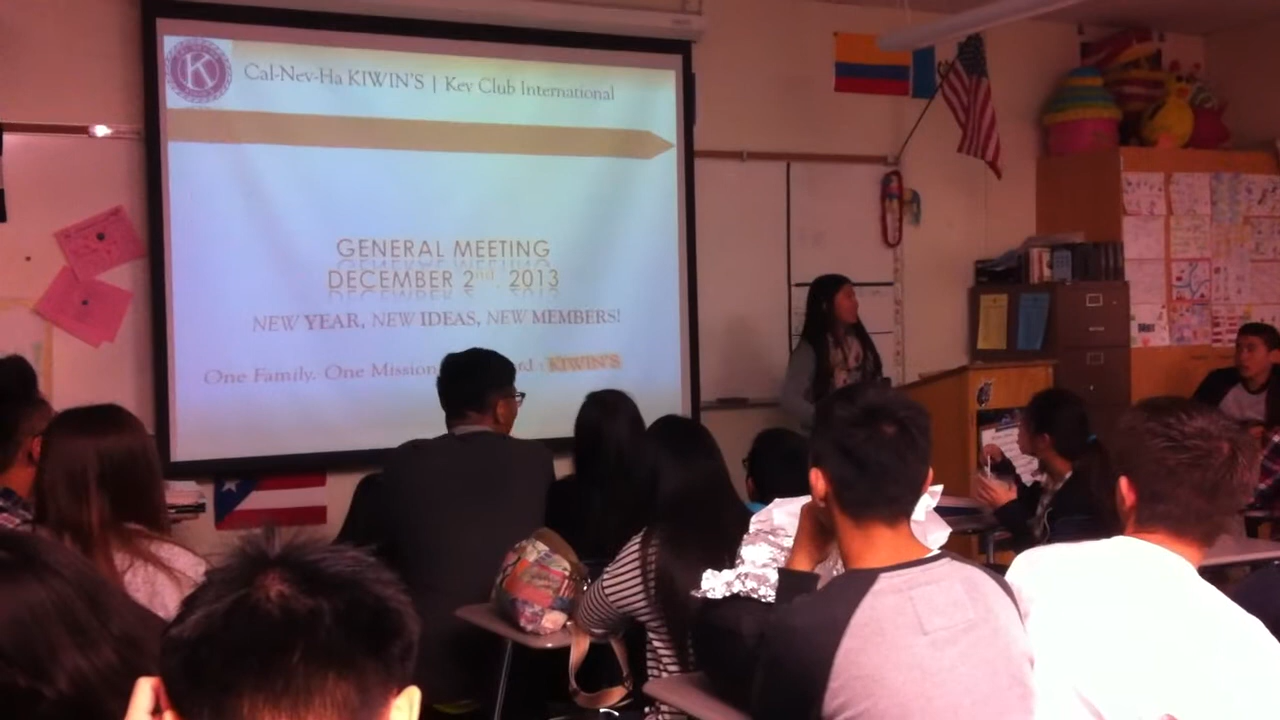 K
Cal-Nev-Ha KIWIN'S | Key Club International
GENERAL MEETING
DECEMBER 2nd, 2013
NEW YEAR, NEW IDEAS, NEW MEMBERS!
One Family. One Mission rd KIWIN'S